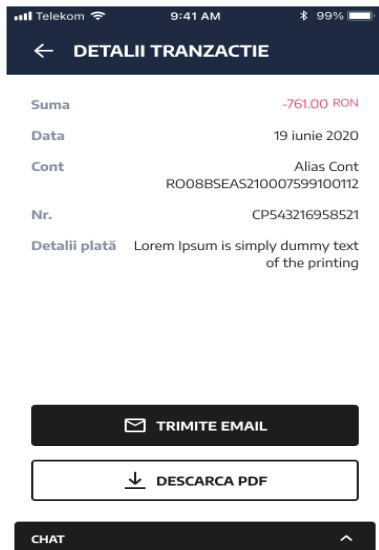 Telekom 9:41 AM 99%
DETALII TRANZACTIE
Suma -761.00 RON
Data 19 iunie 2020
Cont Alias Cont
RO08BSEAS210007599100112
Nr. CP543216958521
Detalii plată Lorem Ipsum is simply dummy text
of the printing
TRIMITE EMAIL
DESCARCA PDF
CHAT